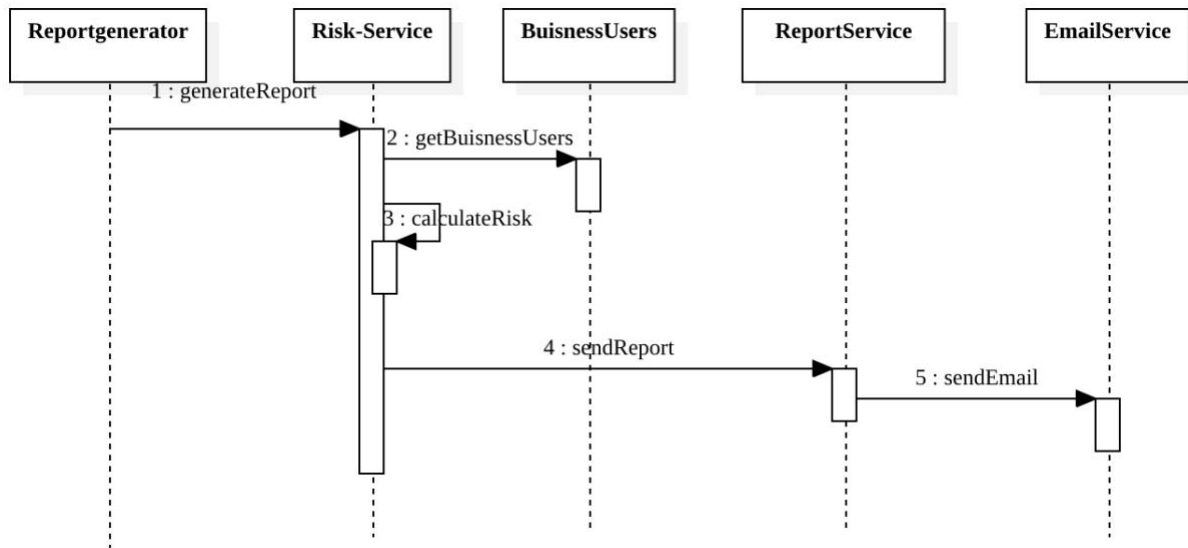 Reportgenerator
Risk-Service
BuisnessUsers
ReportService
EmailService
1 : generateReport
2 : getBuisnessUsers
3 : calculateRisk
4 : sendReport
5 : sendEmail